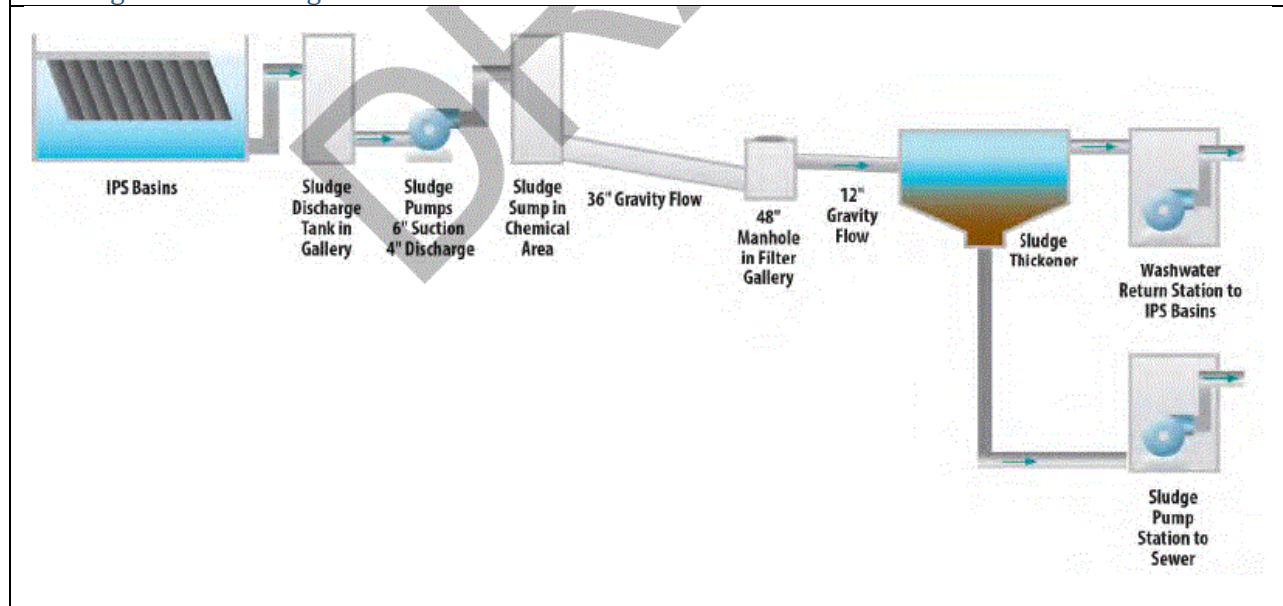 IPS Basins
Sludge
Discharge
Tank in
Gallery
Sludge
Pumps
6" Suction
4" Discharge
Sludge
Sump in
Chemical
Area
36" Gravity Flow
48"
Manhole
in Filter
Gallery
12"
Gravity
Flow
Sludge
Thickener
Washwater
Return Station to
IPS Basins
Sludge
Pump
Station to
Sewer